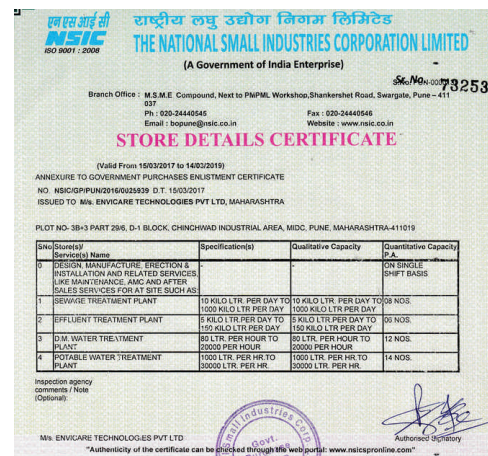 एन एस आई सी
NSIC
ISO 9001 : 2008
राष्ट्रीय लघु उद्योग निगम लिमिटेड
THE NATIONAL SMALL INDUSTRIES CORPORATION LIMITED
(A Government of India Enterprise)
Sr. No. 73253
Branch Office : M.S.M.E Compound, Next to PMPML Workshop,Shankershet Road, Swargate, Pune – 411
037
Ph : 020-24440545 Fax : 020-24440546
Email : bopune@nsic.co.in Website : www.nsic.co.in
STORE DETAILS CERTIFICATE
(Valid From 15/03/2017 to 14/03/2019)
ANNEXURE TO GOVERNMENT PURCHASES ENLISTMENT CERTIFICATE
NO. NSIC/GP/PUN/2016/0025939 D.T. 15/03/2017
ISSUED TO M/s. ENVICARE TECHNOLOGIES PVT LTD, MAHARASHTRA
PLOT NO- 3B+3 PART 29/6, D-1 BLOCK, CHINCHWAD INDUSTRIAL AREA, MIDC, PUNE, MAHARASHTRA-411019
SNo Store(s)/ Specification(s) Qualitative Capacity Quantitative Capacity
Service(s) Name P.A.
0 DESIGN, MANUFACTURE, ERECTION & - - ON SINGLE
INSTALLATION AND RELATED SERVICES, SHIFT BASIS
LIKE MAINTENANCE, AMC AND AFTER
SALES SERVICES FOR AT SITE SUCH AS:
1 SEWAGE TREATMENT PLANT 10 KILO LTR. PER DAY TO 10 KILO LTR. PER DAY TO 08 NOS.
1000 KILO LTR PER DAY 1000 KILO LTR PER DAY
2 EFFLUENT TREATMENT PLANT 5 KILO LTR.PER DAY TO 5 KILO LTR.PER DAY TO 06 NOS.
150 KILO LTR PER DAY 150 KILO LTR PER DAY
3 D.M. WATER TREATMENT 80 LTR. PER HOUR TO 80 LTR. PER HOUR TO 12 NOS.
PLANT 20000 PER HOUR 20000 PER HOUR
4 POTABLE WATER TREATMENT 1000 LTR. PER HR.TO 1000 LTR. PER HR.TO 14 NOS.
PLANT 30000 LTR. PER HR. 30000 LTR. PER HR.
Inspection agency
comments / Note
(Optional):
Small Industries Corp
Govt.
M/s. ENVICARE TECHNOLOGIES PVT LTD Authorised Signatory
"Authenticity of the certificate can be checked through the web portal: www.nsicspronline.com"